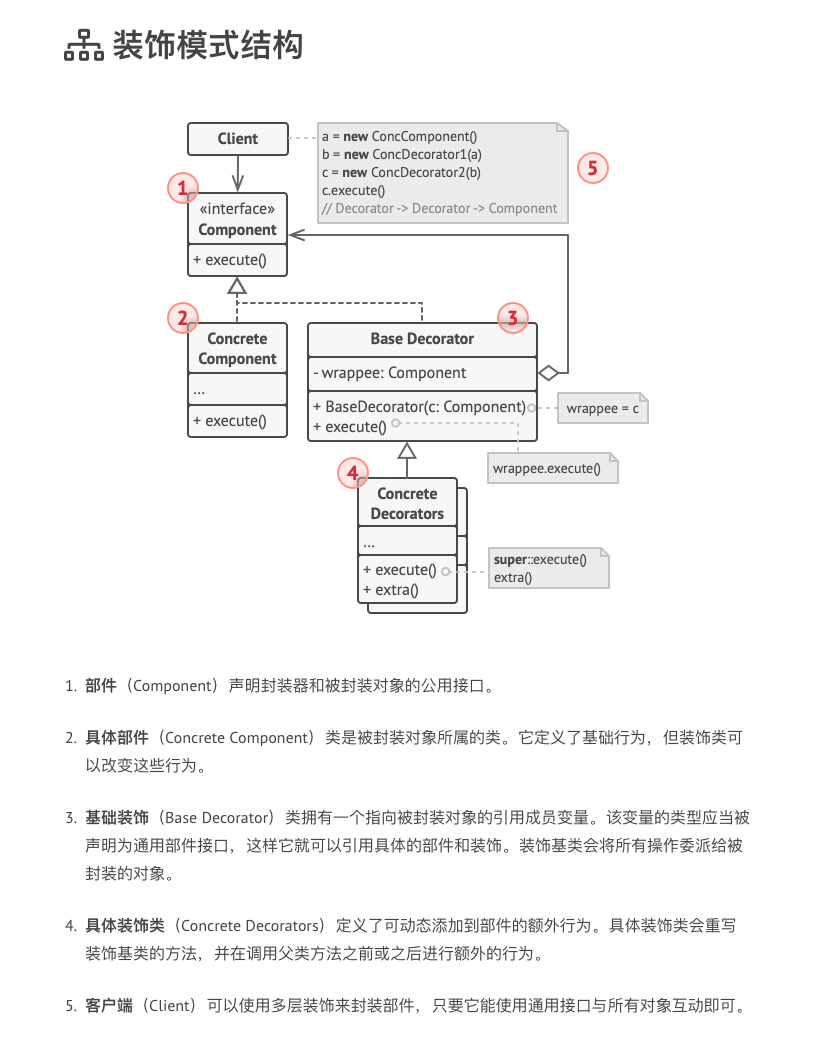 装饰模式结构
Client
a = new ConcComponent()
b = new ConcDecorator1(a)
c = new ConcDecorator2(b)
c.execute()
// Decorator -> Decorator -> Component
5
1
«interface»
Component
+ execute()
2
Concrete
Component
...
+ execute()
3
Base Decorator
- wrappee: Component
+ BaseDecorator(c: Component)
+ execute()
wrappee = c
wrappee.execute()
4
Concrete
Decorators
...
+ execute()
+ extra()
super::execute()
extra()
1. 部件（Component）声明封装器和被封装对象的公用接口。
2. 具体部件（Concrete Component）类是被封装对象所属的类。它定义了基础行为，但装饰类可
以改变这些行为。
3. 基础装饰（Base Decorator）类拥有一个指向被封装对象的引用成员变量。该变量的类型应当被
声明为通用部件接口，这样它就可以引用具体的部件和装饰。装饰基类会将所有操作委派给被
封装的对象。
4. 具体装饰类（Concrete Decorators）定义了可动态添加到部件的额外行为。具体装饰类会重写
装饰基类的方法，并在调用父类方法之前或之后进行额外的行为。
5. 客户端（Client）可以使用多层装饰来封装部件，只要它能使用通用接口与所有对象互动即可。